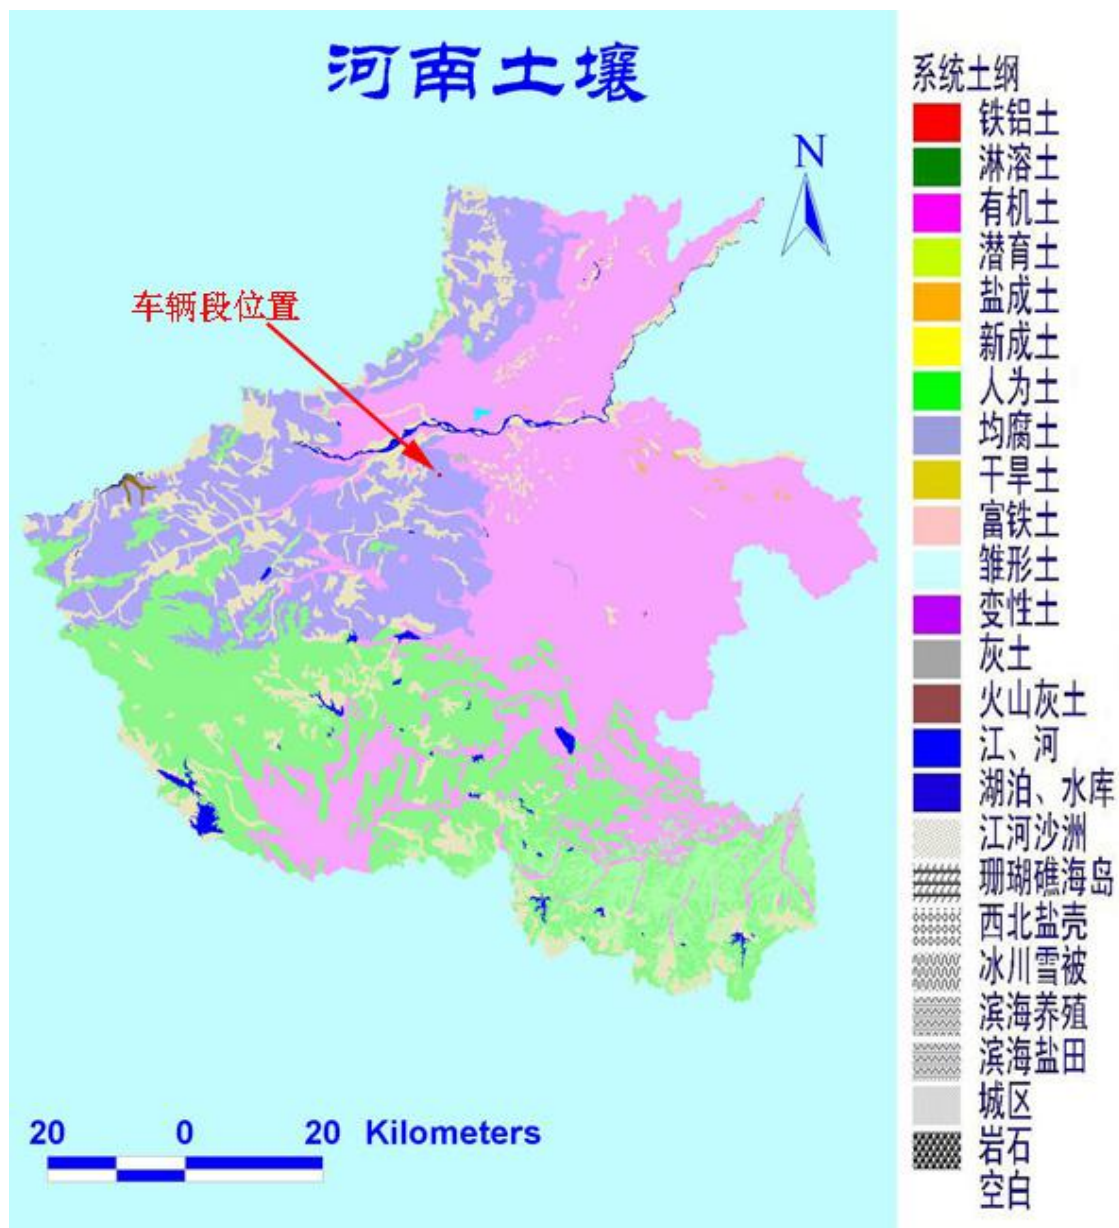 河南土壤
N
车辆段位置
20 0 20 Kilometers
系统土纲
铁铝土
淋溶土
有机土
潜育土
盐成土
新成土
人为土
均腐土
干旱土
富铁土
雏形土
变性土
灰土
火山灰土
江、河
湖泊、水库
江河沙洲
珊瑚礁海岛
西北盐壳
冰川雪被
滨海养殖
滨海盐田
城区
岩石
空白